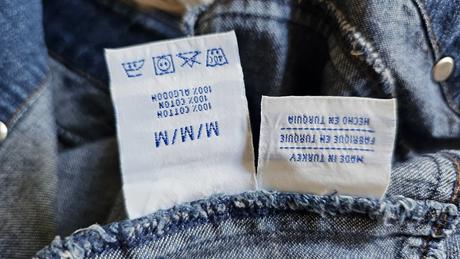 MADE IN TURKEY
FABRIQUE EN TURQUIE
HECHO EN TURQUIA
M/M/M
100% COTTON
100% COTON
100% ALGODON